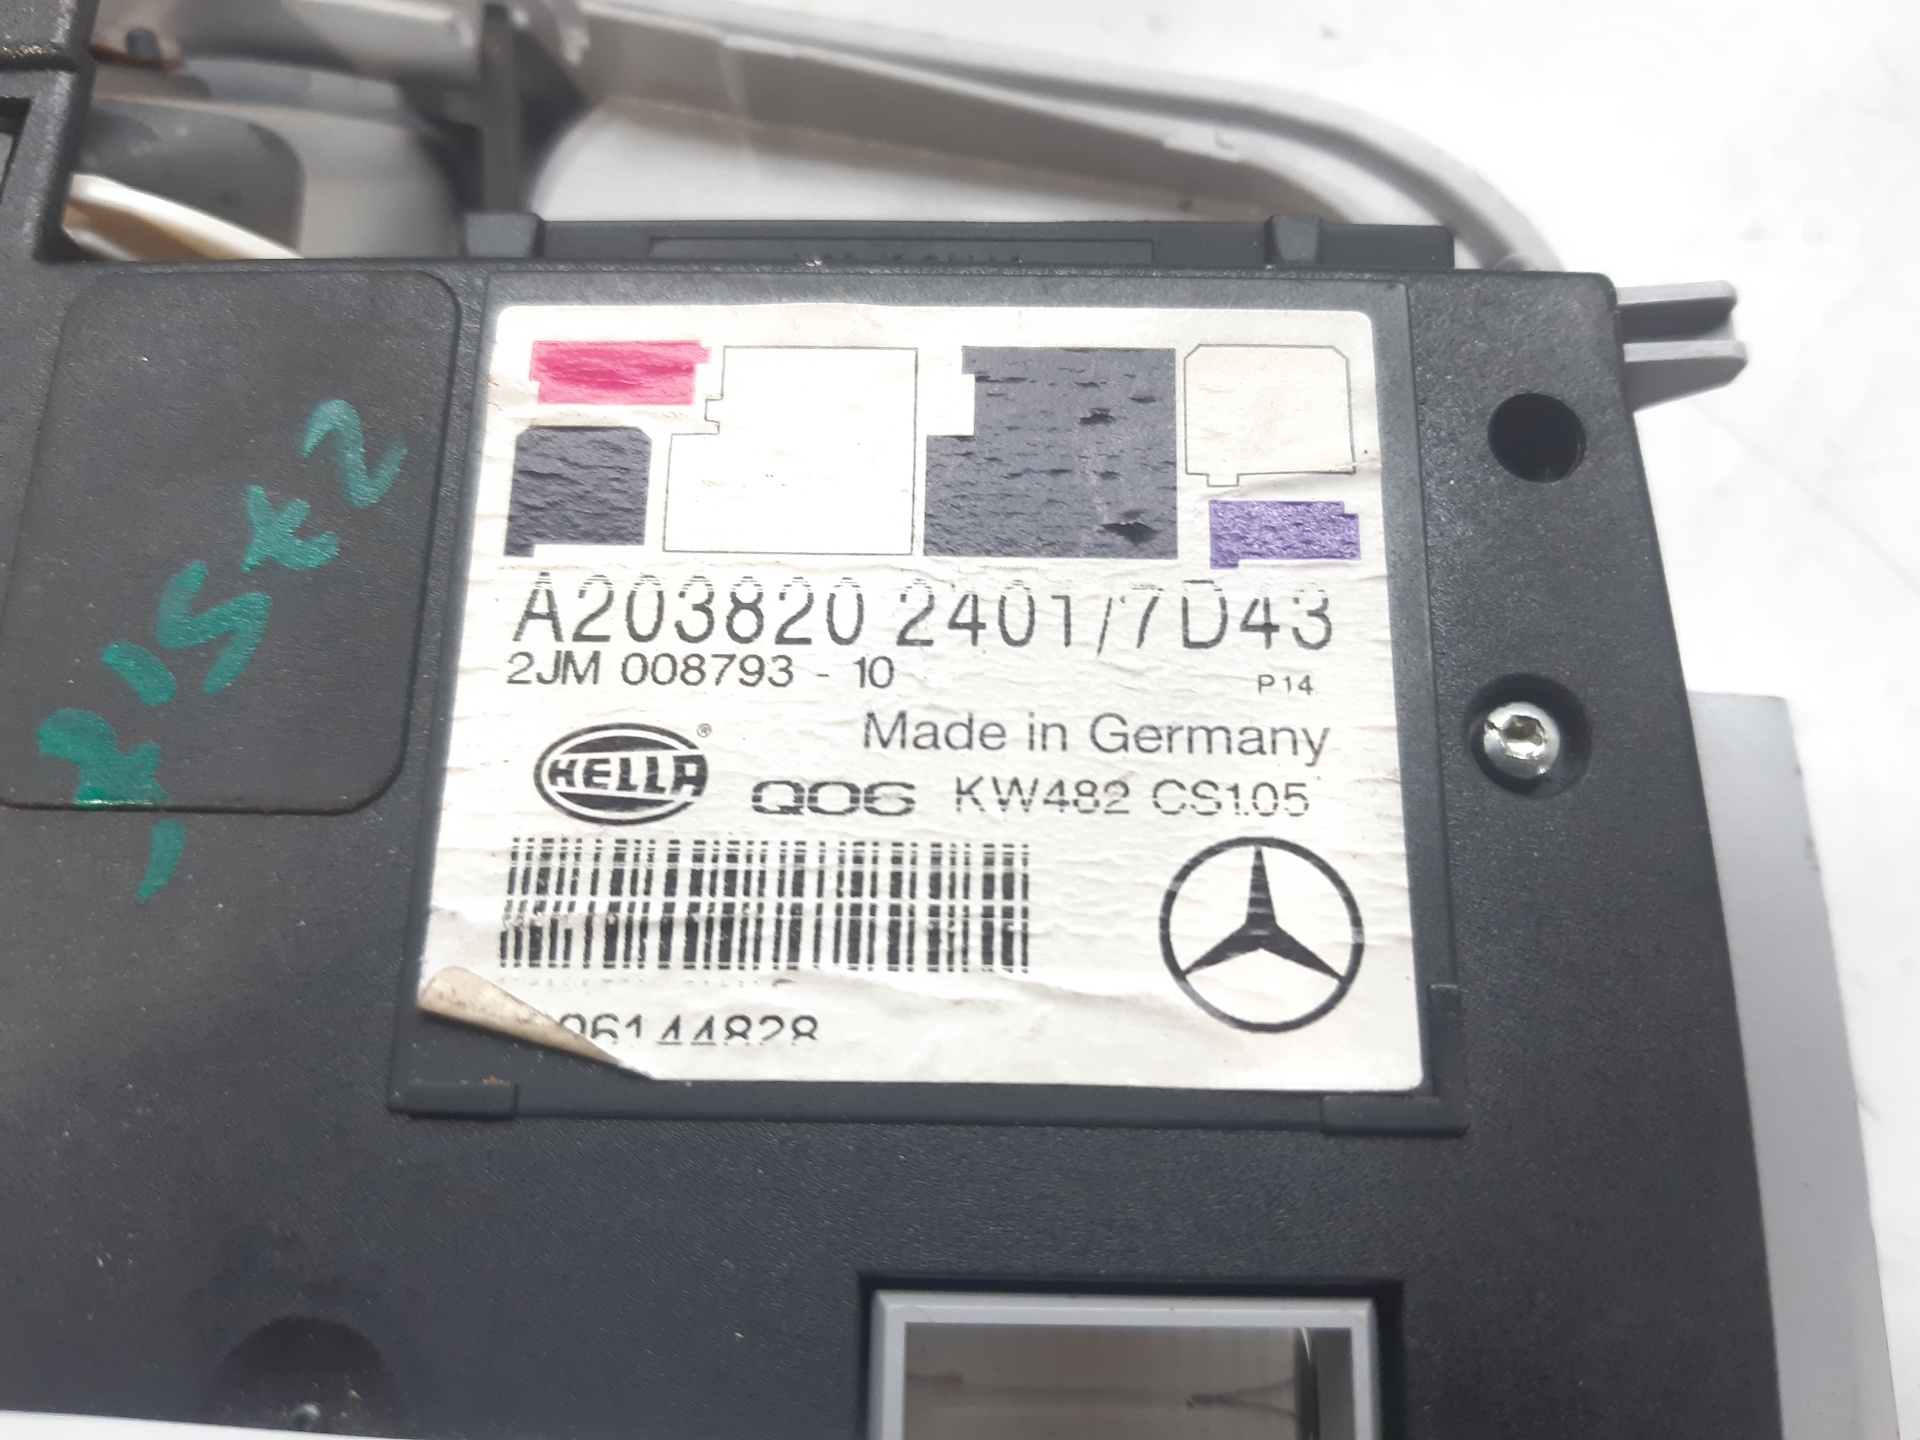 A203820 2401/7D43
2JM 008793 - 10
P14
Made in Germany
HELLA®
Q06 KW482 CS1.05